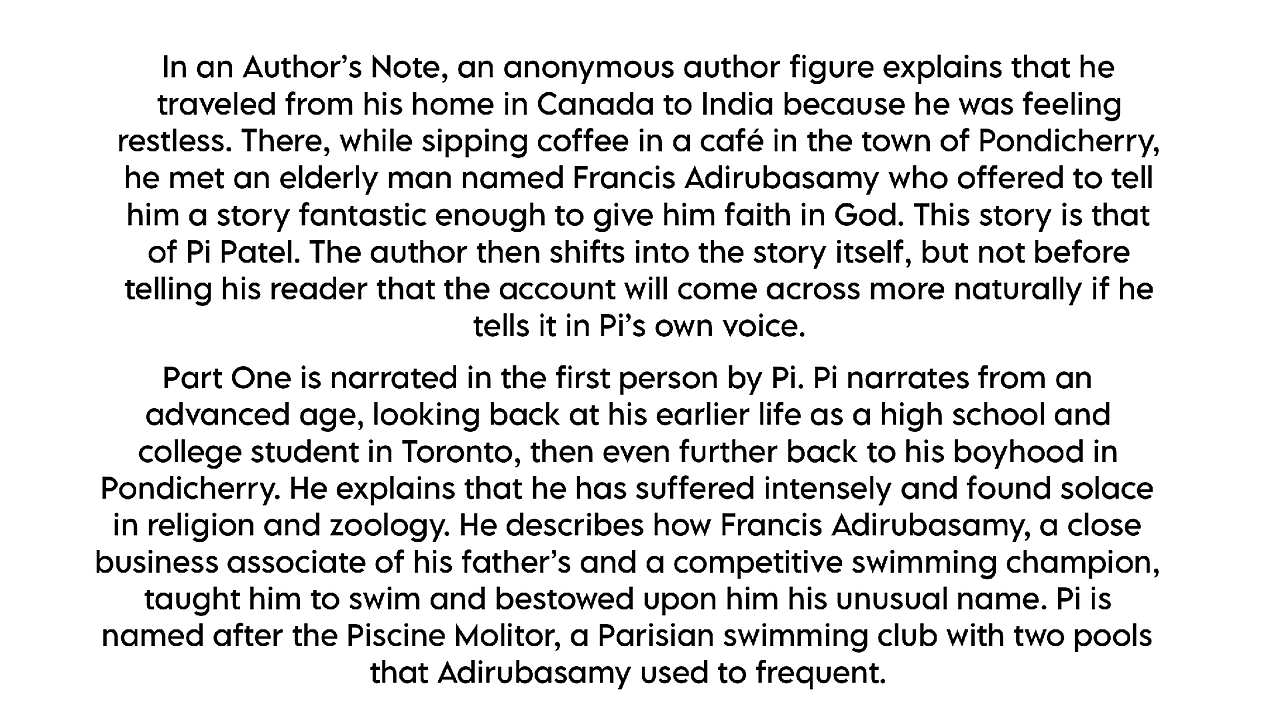 In an Author’s Note, an anonymous author figure explains that he
traveled from his home in Canada to India because he was feeling
restless. There, while sipping coffee in a café in the town of Pondicherry,
he met an elderly man named Francis Adirubasamy who offered to tell
him a story fantastic enough to give him faith in God. This story is that
of Pi Patel. The author then shifts into the story itself, but not before
telling his reader that the account will come across more naturally if he
tells it in Pi’s own voice.
Part One is narrated in the first person by Pi. Pi narrates from an
advanced age, looking back at his earlier life as a high school and
college student in Toronto, then even further back to his boyhood in
Pondicherry. He explains that he has suffered intensely and found solace
in religion and zoology. He describes how Francis Adirubasamy, a close
business associate of his father’s and a competitive swimming champion,
taught him to swim and bestowed upon him his unusual name. Pi is
named after the Piscine Molitor, a Parisian swimming club with two pools
that Adirubasamy used to frequent.